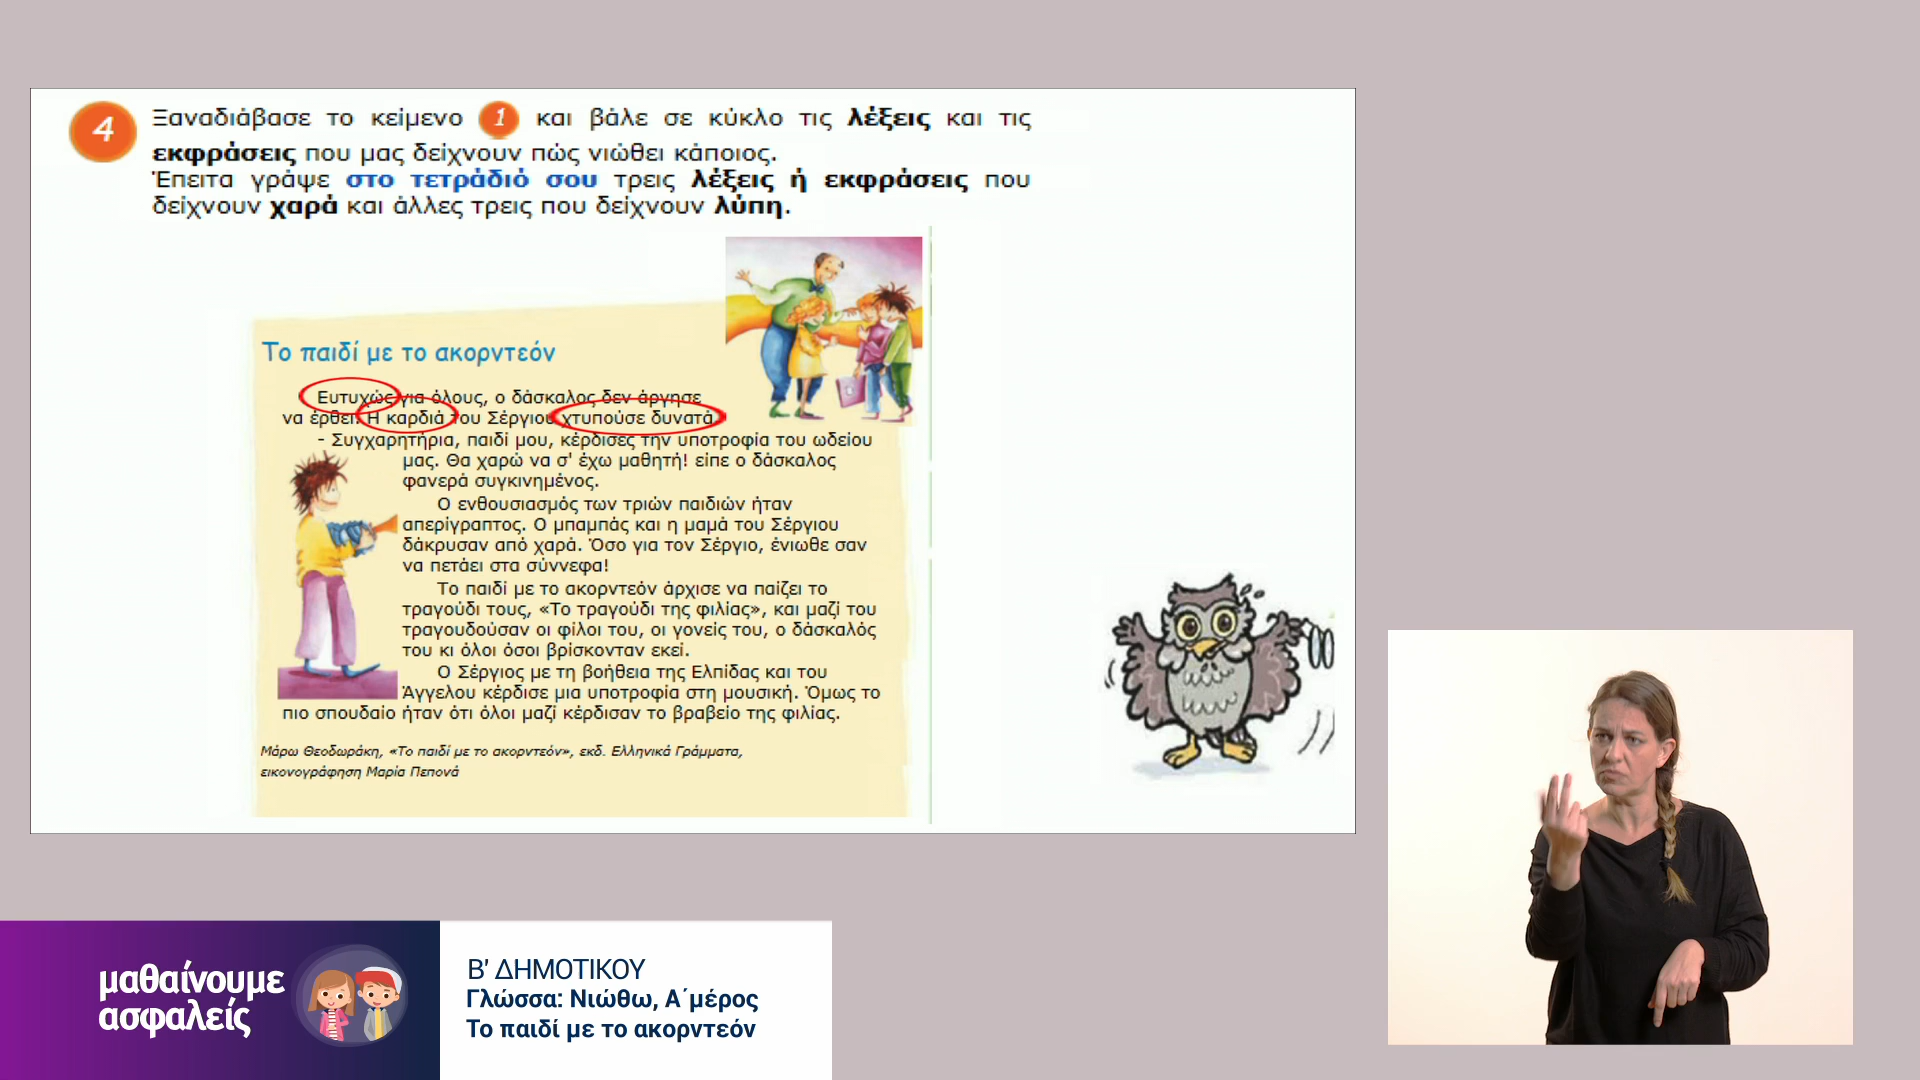 4 Ξαναδιάβασε το κείμενο 1 και βάλε σε κύκλο τις λέξεις και τις
εκφράσεις που μας δείχνουν πώς νιώθει κάποιος.
Έπειτα γράψε στο τετράδιό σου τρεις λέξεις ή εκφράσεις που
δείχνουν χαρά και άλλες τρεις που δείχνουν λύπη.
Το παιδί με το ακορντεόν
Ευτυχώς για όλους, ο δάσκαλος δεν άργησε
να έρθει. Η καρδιά του Σέργιου χτυπούσε δυνατά.
- Συγχαρητήρια, παιδί μου, κέρδισες την υποτροφία του ωδείου
μας. Θα χαρώ να σ' έχω μαθητή! είπε ο δάσκαλος
φανερά συγκινημένος.
Ο ενθουσιασμός των τριών παιδιών ήταν
απερίγραπτος. Ο μπαμπάς και η μαμά του Σέργιου
δάκρυσαν από χαρά. Όσο για τον Σέργιο, ένιωθε σαν
να πετάει στα σύννεφα!
Το παιδί με το ακορντεόν άρχισε να παίζει το
τραγούδι τους, «Το τραγούδι της φιλίας», και μαζί του
τραγουδούσαν οι φίλοι του, οι γονείς του, ο δάσκαλός
του κι όλοι όσοι βρίσκονταν εκεί.
Ο Σέργιος με τη βοήθεια της Ελπίδας και του
Άγγελου κέρδισε μια υποτροφία στη μουσική. Όμως το
πιο σπουδαίο ήταν ότι όλοι μαζί κέρδισαν το βραβείο της φιλίας.
Μάρω Θεοδωράκη, «Το παιδί με το ακορντεόν», εκδ. Ελληνικά Γράμματα,
εικονογράφηση Μαρία Πεπονά
μαθαίνουμε
ασφαλείς
Β' ΔΗΜΟΤΙΚΟΥ
Γλώσσα: Νιώθω, Α΄μέρος
Το παιδί με το ακορντεόν